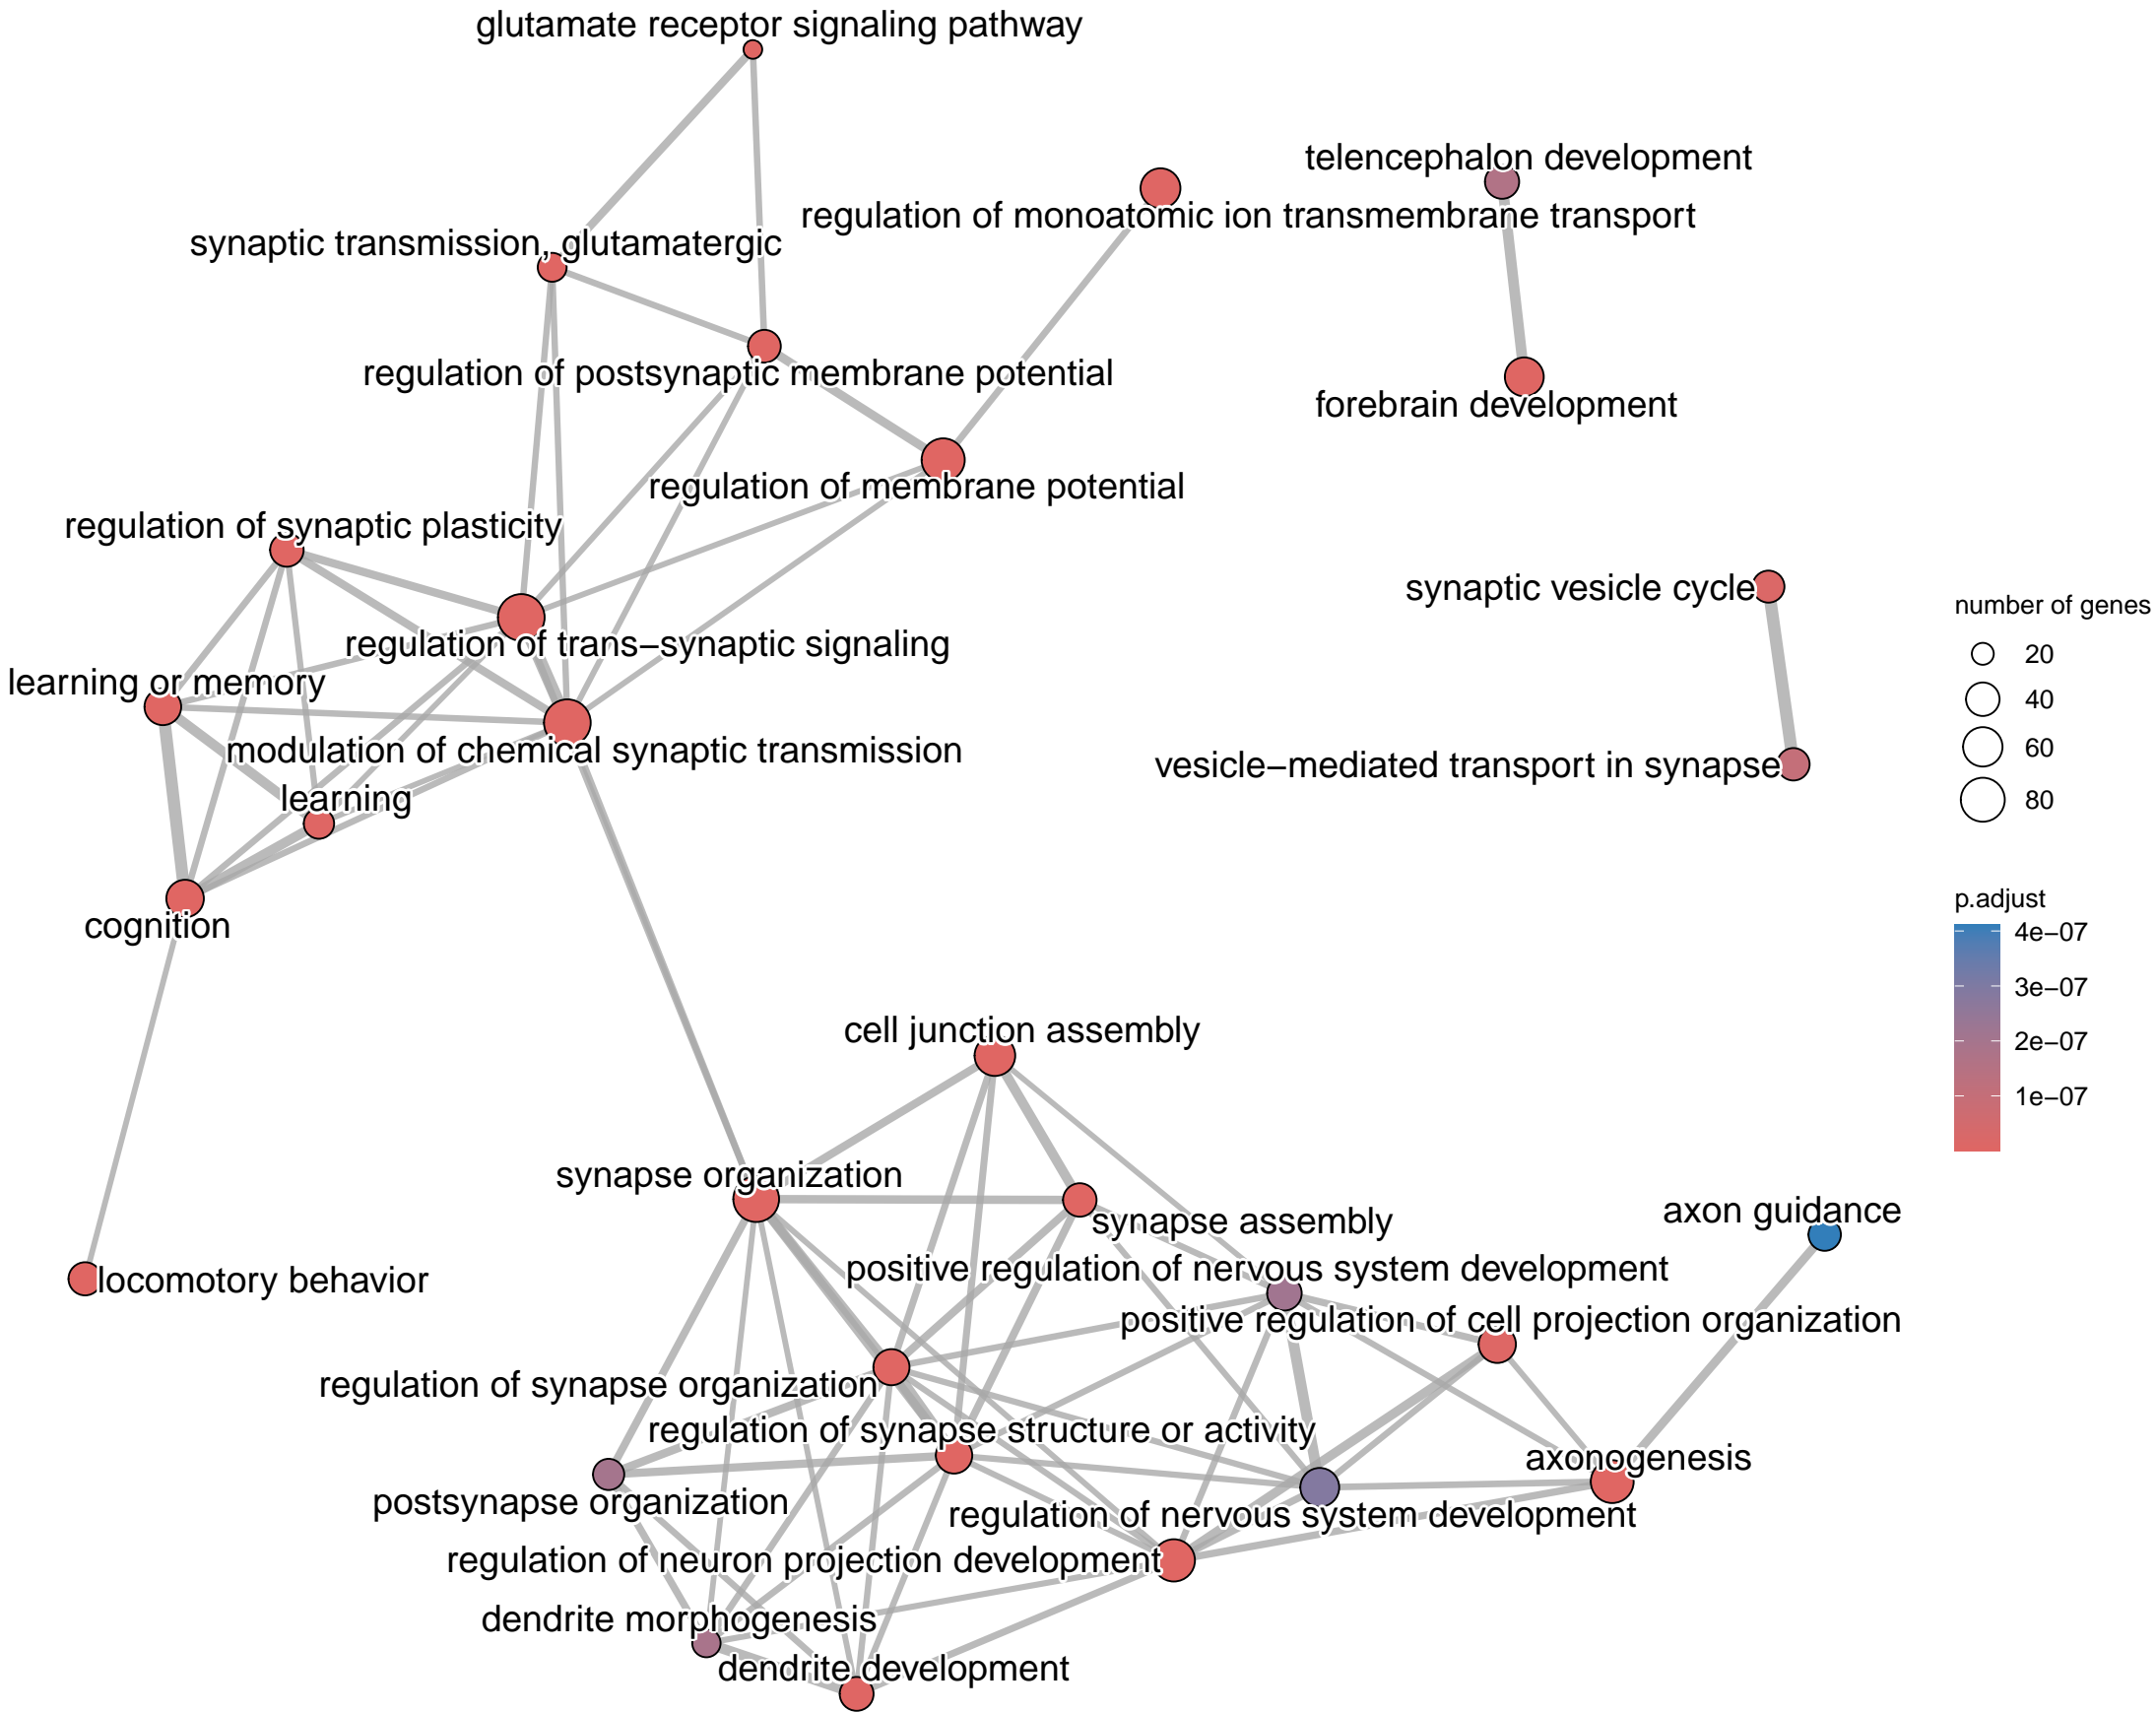 glutamate receptor signaling pathway
telencephalon development
regulation of monoatomic ion transmembrane transport
synaptic transmission, glutamatergic
regulation of postsynaptic membrane potential
forebrain development
regulation of membrane potential
regulation of synaptic plasticity
synaptic vesicle cycle
regulation of trans−synaptic signaling
learning or memory
modulation of chemical synaptic transmission
vesicle−mediated transport in synapse
learning
cognition
number of genes
20
40
60
80
p.adjust
4e−07
3e−07
2e−07
1e−07
cell junction assembly
synapse organization
axon guidance
synapse assembly
positive regulation of nervous system development
locomotory behavior
positive regulation of cell projection organization
regulation of synapse organization
regulation of synapse structure or activity
axonogenesis
postsynapse organization
regulation of nervous system development
regulation of neuron projection development
dendrite morphogenesis
dendrite development